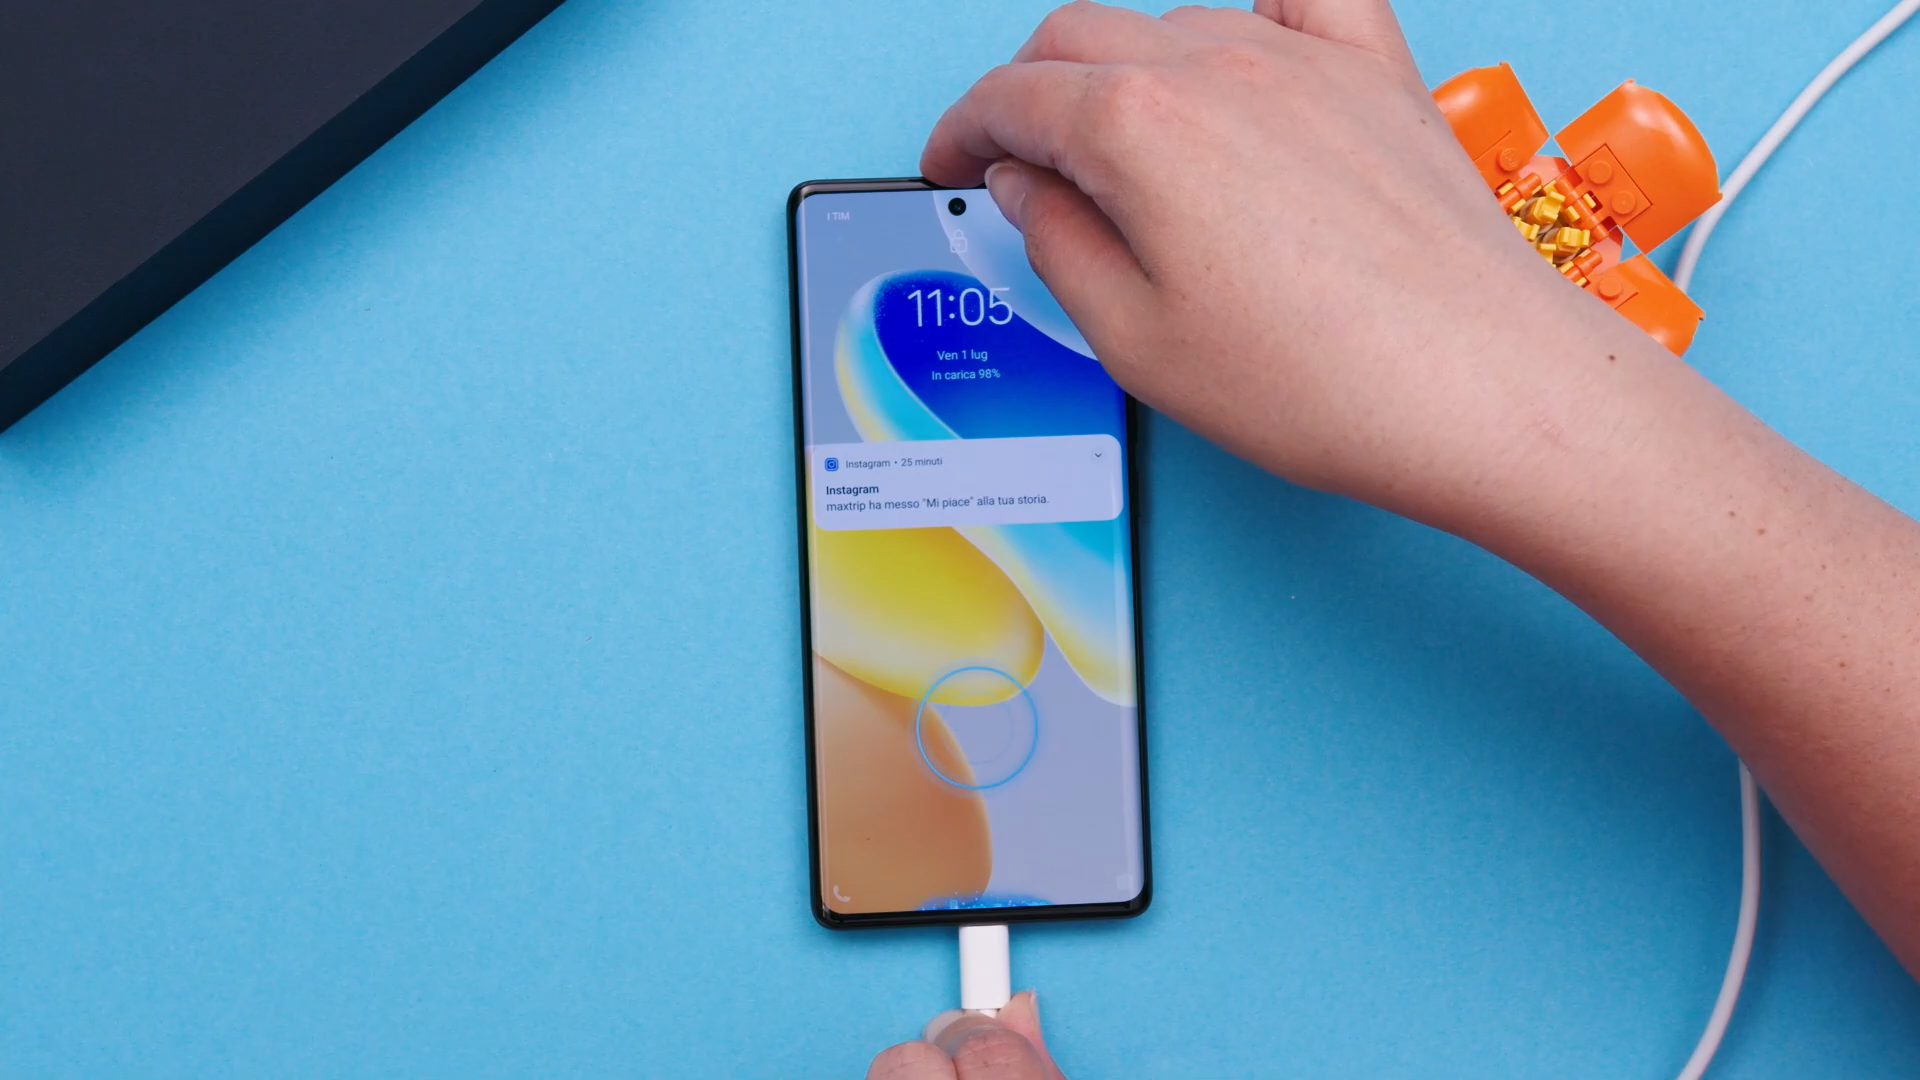 TIM
11:05
Ven 1 lug
In carica 98%
Instagram • 25 minuti
Instagram
maxtrip ha messo "Mi piace" alla tua storia.